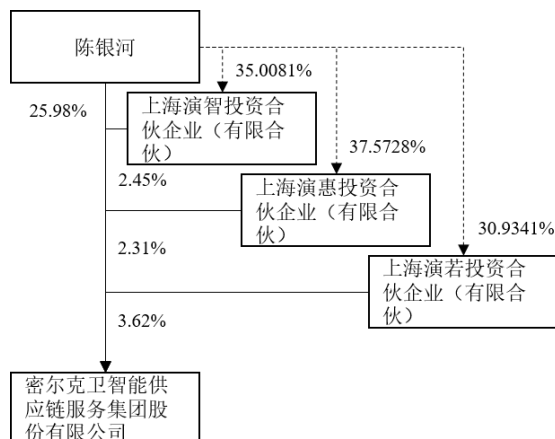 陈银河
35.0081%
25.98%
上海演智投资合
伙企业（有限合
伙）
37.5728%
2.45%
上海演惠投资合
伙企业（有限合
伙）
30.9341%
2.31%
上海演若投资合
伙企业（有限合
伙）
3.62%
密尔克卫智能供
应链服务集团股
份有限公司